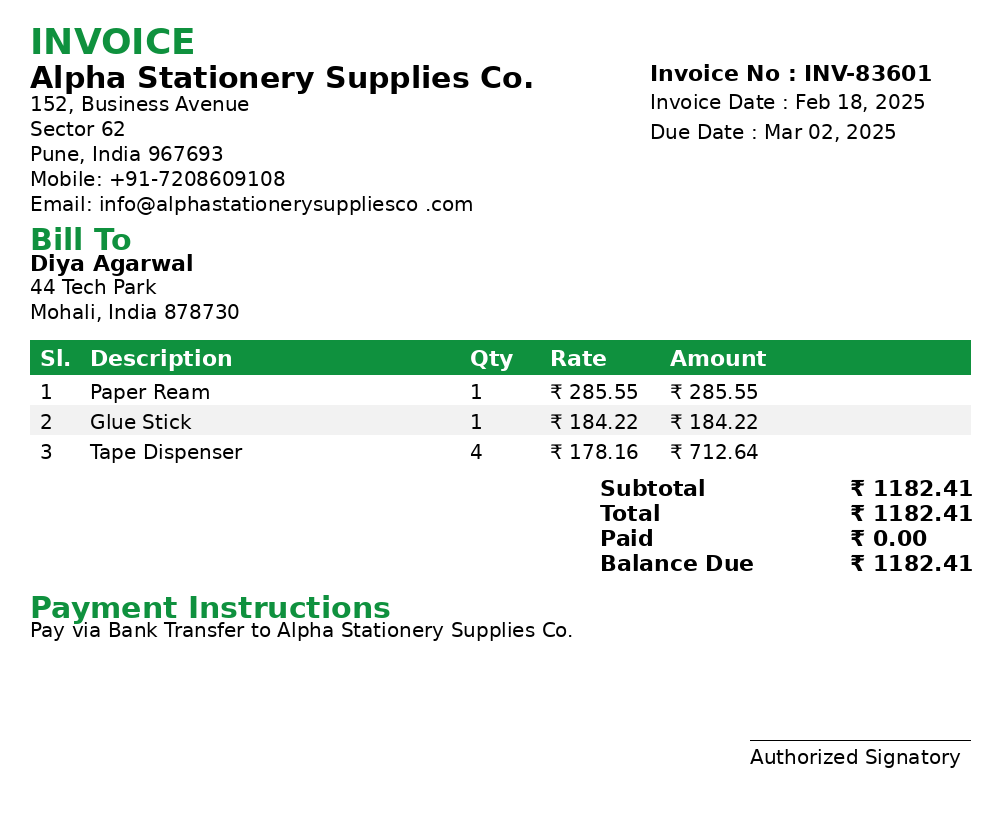 INVOICE
Alpha Stationery Supplies Co.
152, Business Avenue
Sector 62
Pune, India 967693
Mobile: +91-7208609108
Email: info@alphastationerysuppliesco .com
Invoice No : INV-83601
Invoice Date : Feb 18, 2025
Due Date : Mar 02, 2025
Bill To
Diya Agarwal
44 Tech Park
Mohali, India 878730
Sl. Description Qty Rate Amount
1 Paper Ream 1 ₹ 285.55 ₹ 285.55
2 Glue Stick 1 ₹ 184.22 ₹ 184.22
3 Tape Dispenser 4 ₹ 178.16 ₹ 712.64
Subtotal ₹ 1182.41
Total ₹ 1182.41
Paid ₹ 0.00
Balance Due ₹ 1182.41
Payment Instructions
Pay via Bank Transfer to Alpha Stationery Supplies Co.
Authorized Signatory